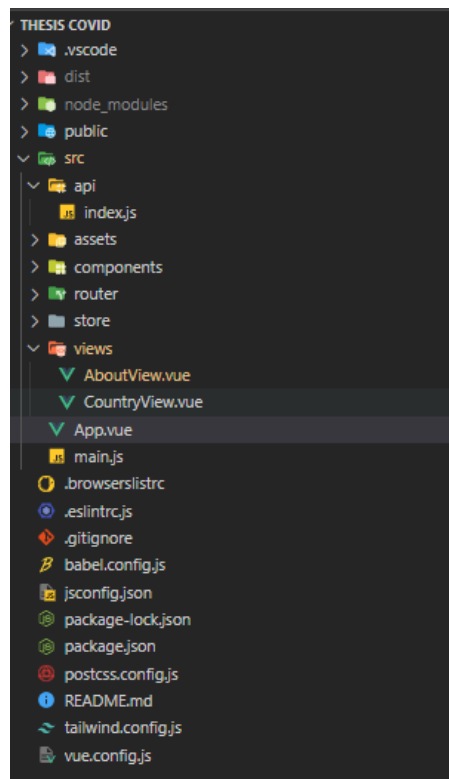 THESIS COVID
.vscode
dist
node_modules
public
src
api
JS index.js
assets
components
router
store
views
AboutView.vue
CountryView.vue
App.vue
JS main.js
.browserslistrc
.eslintrc.js
.gitignore
babel.config.js
jsconfig.json
package-lock.json
package.json
postcss.config.js
README.md
tailwind.config.js
vue.config.js